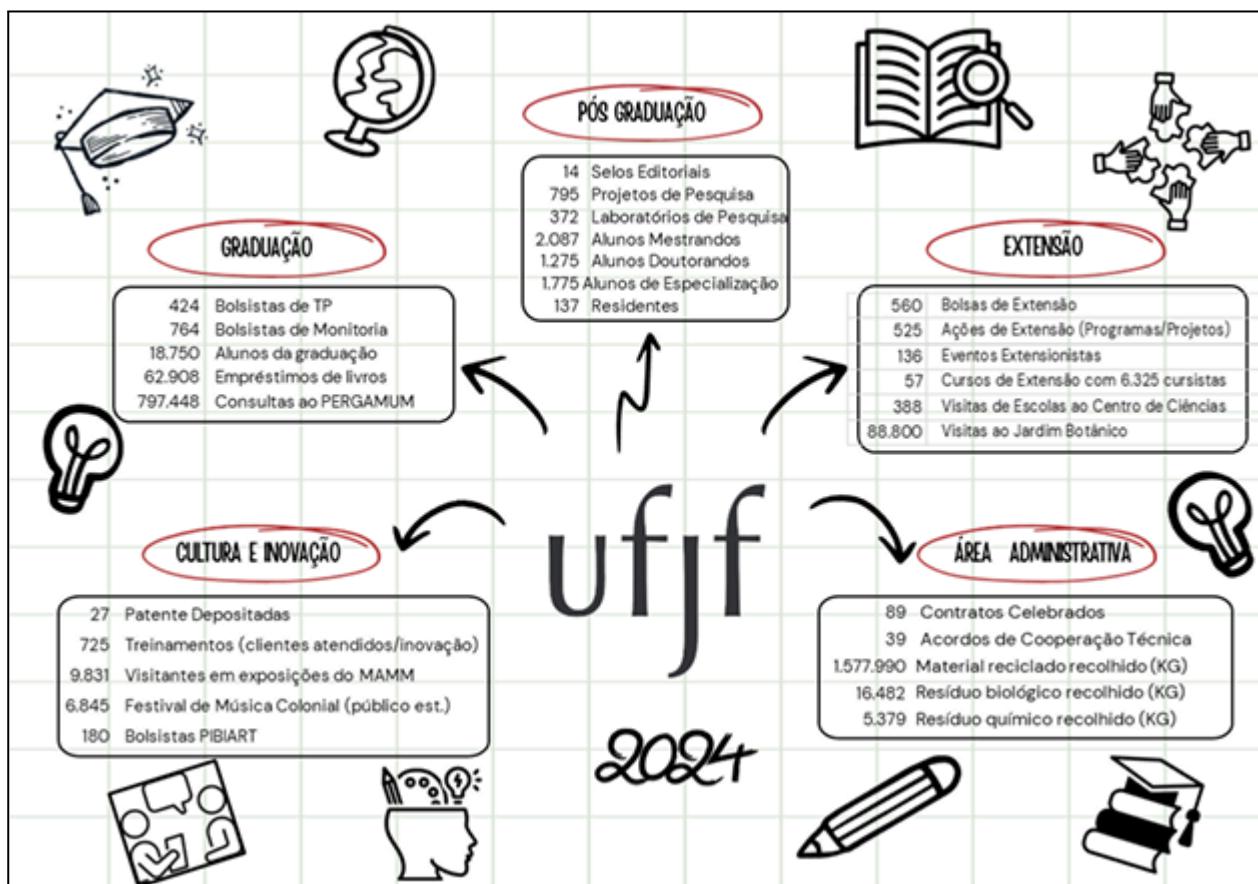 PÓS GRADUAÇÃO
14 Selos Editoriais
795 Projetos de Pesquisa
372 Laboratórios de Pesquisa
2.087 Alunos Mestrandos
1.275 Alunos Doutorandos
1.775 Alunos de Especialização
137 Residentes
GRADUAÇÃO
424 Bolsistas de TP
764 Bolsistas de Monitoria
18.750 Alunos da graduação
62.908 Empréstimos de livros
797.448 Consultas ao PERGAMUM
EXTENSÃO
560 Bolsas de Extensão
525 Ações de Extensão (Programas/Projetos)
136 Eventos Extensionistas
57 Cursos de Extensão com 6.325 cursistas
388 Visitas de Escolas ao Centro de Ciências
88.800 Visitas ao Jardim Botânico
CULTURA E INOVAÇÃO
27 Patente Depositadas
725 Treinamentos (clientes atendidos/inovação)
9.831 Visitantes em exposições do MAMM
6.845 Festival de Música Colonial (público est.)
180 Bolsistas PIBIART
ufjf
2024
ÁREA ADMINISTRATIVA
89 Contratos Celebrados
39 Acordos de Cooperação Técnica
1.577.990 Material reciclado recolhido (KG)
16.482 Resíduo biológico recolhido (KG)
5.379 Resíduo químico recolhido (KG)